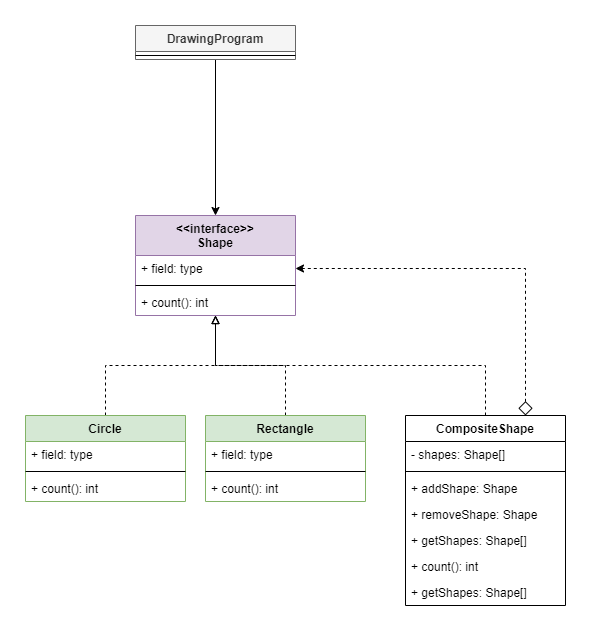 DrawingProgram
<<interface>>
Shape
+ field: type
+ count(): int
Circle
+ field: type
+ count(): int
Rectangle
+ field: type
+ count(): int
CompositeShape
- shapes: Shape[]
+ addShape: Shape
+ removeShape: Shape
+ getShapes: Shape[]
+ count(): int
+ getShapes: Shape[]